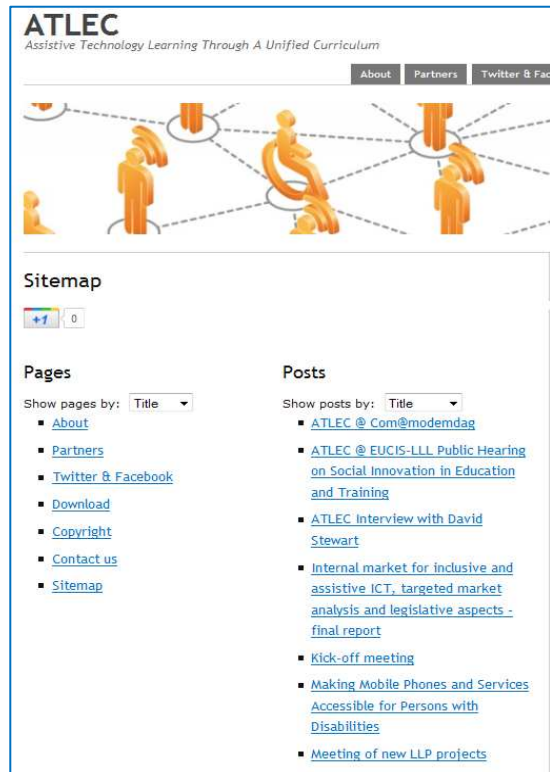 ATLEC
Assistive Technology Learning Through A Unified Curriculum
About Partners Twitter & Fac
Sitemap
+1 0
Pages
Show pages by: Title
About
Partners
Twitter & Facebook
Download
Copyright
Contact us
Sitemap
Posts
Show posts by: Title
ATLEC @ Com@modemdag
ATLEC @ EUCIS-LLL Public Hearing
on Social Innovation in Education
and Training
ATLEC Interview with David
Stewart
Internal market for inclusive and
assistive ICT, targeted market
analysis and legislative aspects -
final report
Kick-off meeting
Making Mobile Phones and Services
Accessible for Persons with
Disabilities
Meeting of new LLP projects